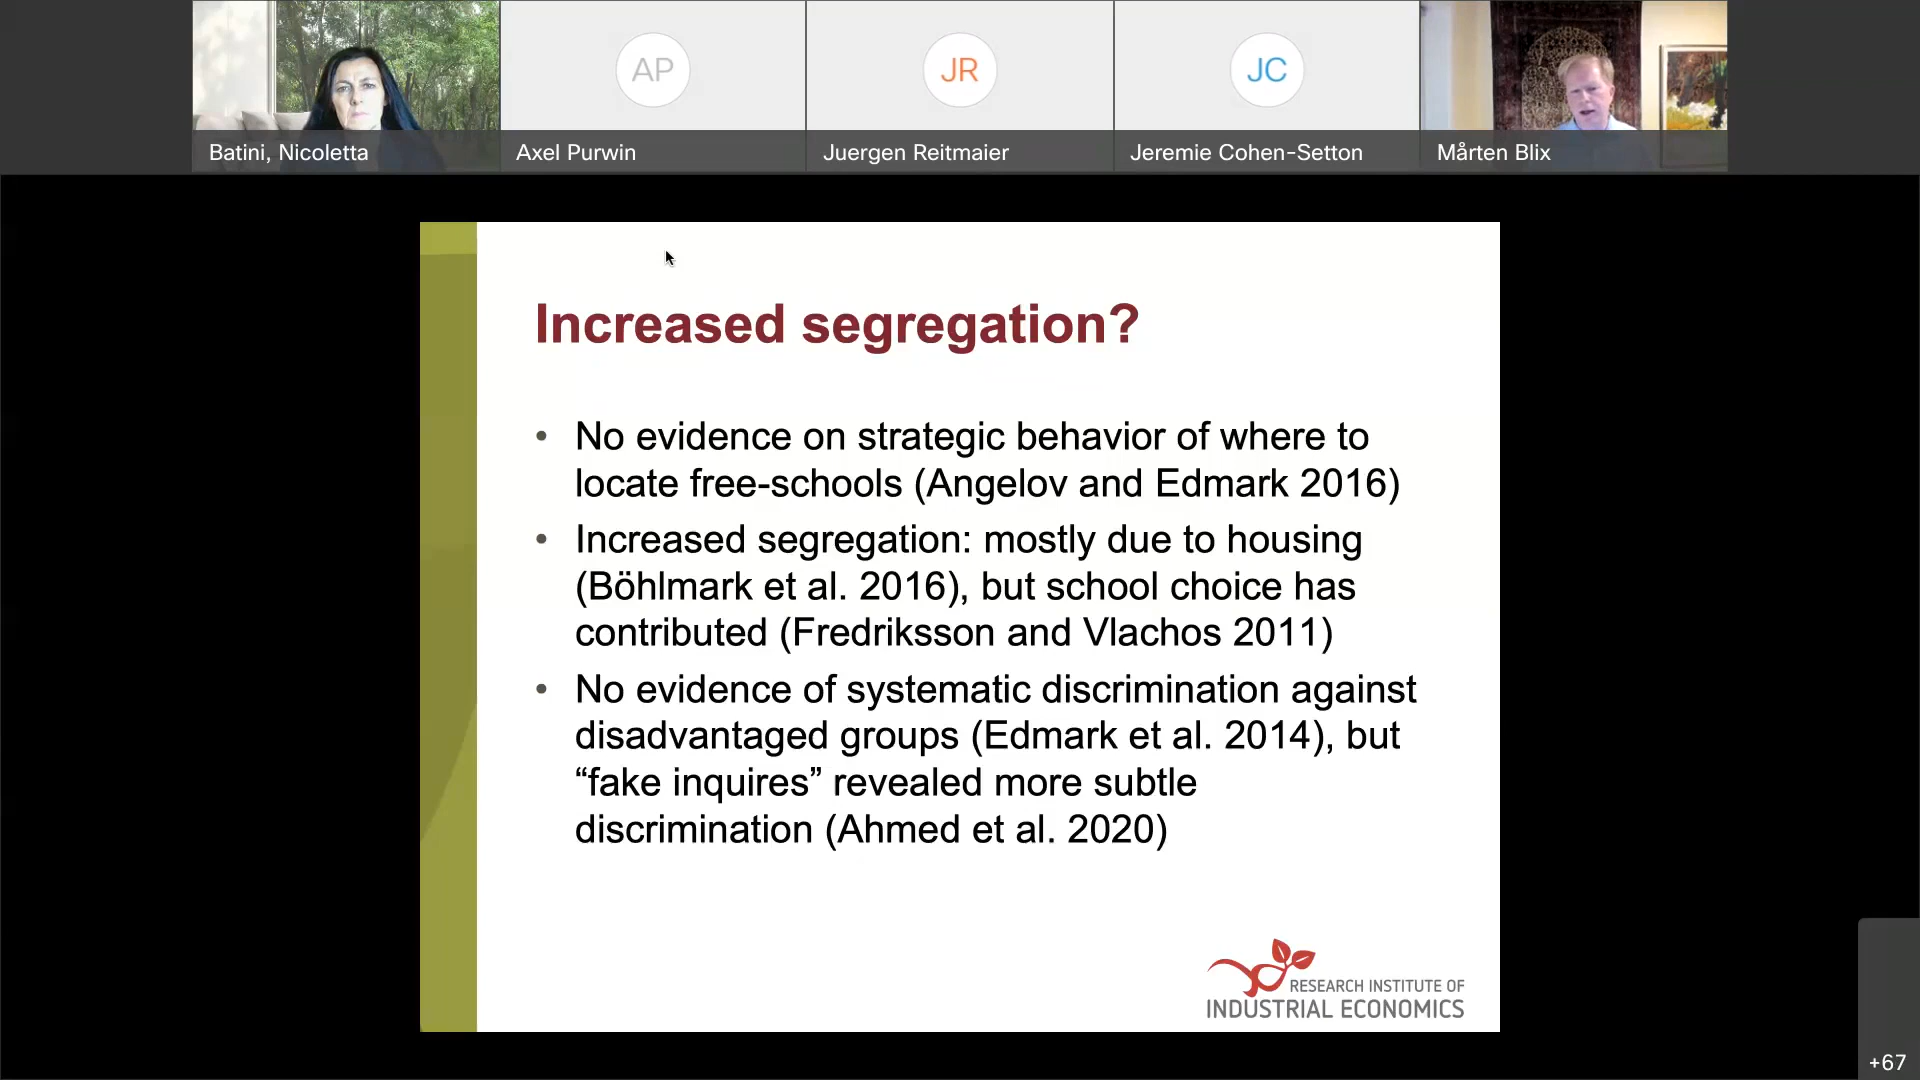 AP
JR
JC
Batini, Nicoletta
Axel Purwin
Juergen Reitmaier
Jeremie Cohen-Setton
Mårten Blix
Increased segregation?
• No evidence on strategic behavior of where to
locate free-schools (Angelov and Edmark 2016)
• Increased segregation: mostly due to housing
(Böhlmark et al. 2016), but school choice has
contributed (Fredriksson and Vlachos 2011)
• No evidence of systematic discrimination against
disadvantaged groups (Edmark et al. 2014), but
“fake inquires” revealed more subtle
discrimination (Ahmed et al. 2020)
RESEARCH INSTITUTE OF
INDUSTRIAL ECONOMICS
+67